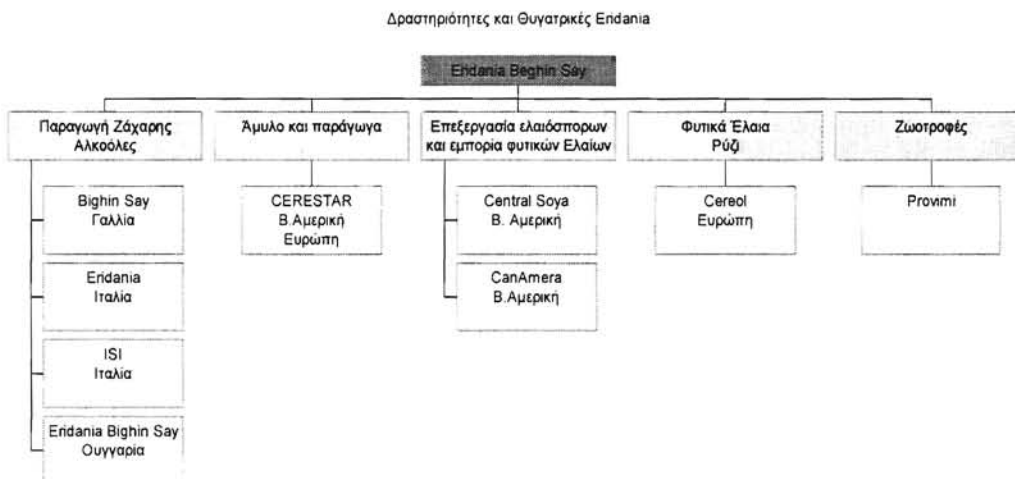 Δραστηριότητες και Θυγατρικές Eridania
Eridania Beghin Say
Παραγωγή Ζάχαρης
Αλκοόλες
Άμυλο και παράγωγα
Επεξεργασία ελαιόσπορων
και εμπορία φυτικών Ελαίων
Φυτικά Έλαια
Ρύζι
Ζωοτροφές
Bighin Say
Γαλλία
Eridania
Ιταλία
ISI
Ιταλία
Eridania Bighin Say
Ουγγαρία
CERESTAR
Β.Αμερική
Ευρώπη
Central Soya
Β. Αμερική
CanAmera
Β.Αμερική
Cereol
Ευρώπη
Provimi